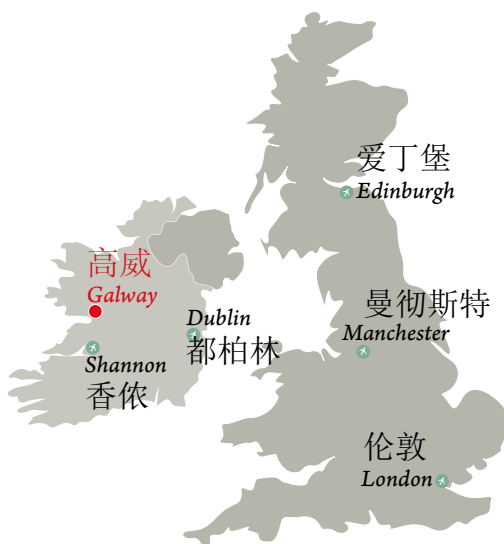 爱丁堡
Edinburgh
高威
Galway
曼彻斯特
Manchester
Dublin
都柏林
Shannon
香侬
伦敦
London